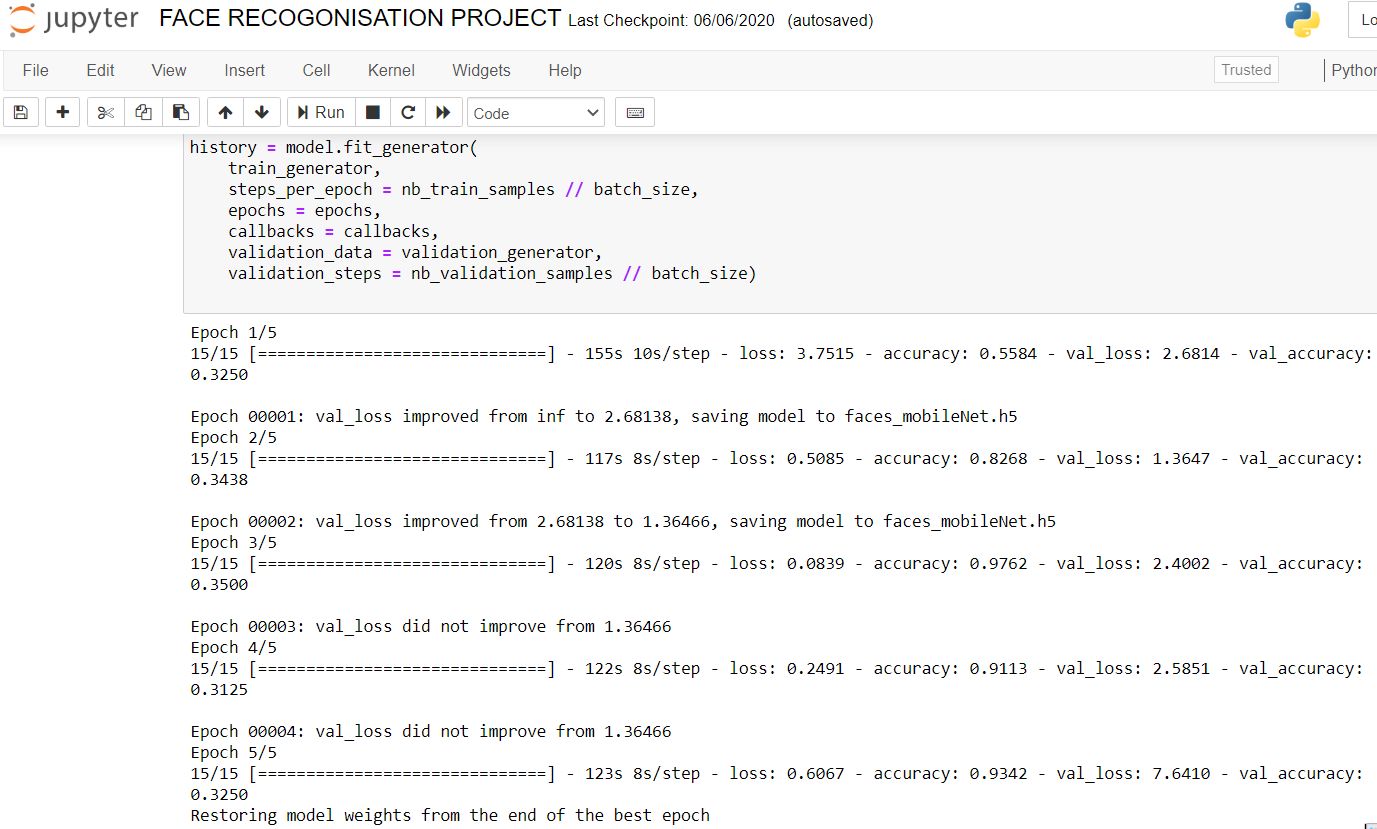 jupyter FACE RECOGONISATION PROJECT Last Checkpoint: 06/06/2020 (autosaved)
File Edit View Insert Cell Kernel Widgets Help Trusted
Run Code
history = model.fit_generator(
    train_generator,
    steps_per_epoch = nb_train_samples // batch_size,
    epochs = epochs,
    callbacks = callbacks,
    validation_data = validation_generator,
    validation_steps = nb_validation_samples // batch_size)
Epoch 1/5
15/15 [==============================] - 155s 10s/step - loss: 3.7515 - accuracy: 0.5584 - val_loss: 2.6814 - val_accuracy:
0.3250
Epoch 00001: val_loss improved from inf to 2.68138, saving model to faces_mobileNet.h5
Epoch 2/5
15/15 [==============================] - 117s 8s/step - loss: 0.5085 - accuracy: 0.8268 - val_loss: 1.3647 - val_accuracy:
0.3438
Epoch 00002: val_loss improved from 2.68138 to 1.36466, saving model to faces_mobileNet.h5
Epoch 3/5
15/15 [==============================] - 120s 8s/step - loss: 0.0839 - accuracy: 0.9762 - val_loss: 2.4002 - val_accuracy:
0.3500
Epoch 00003: val_loss did not improve from 1.36466
Epoch 4/5
15/15 [==============================] - 122s 8s/step - loss: 0.2491 - accuracy: 0.9113 - val_loss: 2.5851 - val_accuracy:
0.3125
Epoch 00004: val_loss did not improve from 1.36466
Epoch 5/5
15/15 [==============================] - 123s 8s/step - loss: 0.6067 - accuracy: 0.9342 - val_loss: 7.6410 - val_accuracy:
0.3250
Restoring model weights from the end of the best epoch